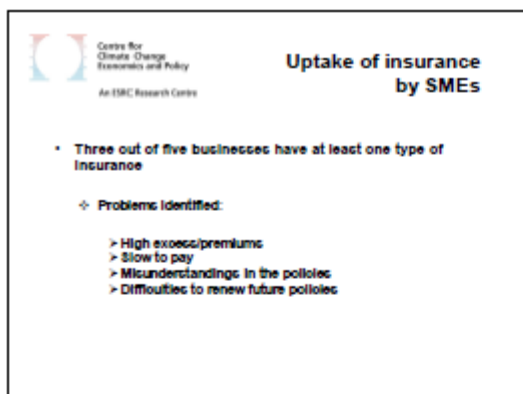 Centre for
Climate Change
Economics and Policy
An ESRC Research Centre
Uptake of insurance
by SMEs
• Three out of five businesses have at least one type of
insurance
❖ Problems identified:
➢ High excess/premiums
➢ Slow to pay
➢ Misunderstandings in the policies
➢ Difficulties to renew future policies